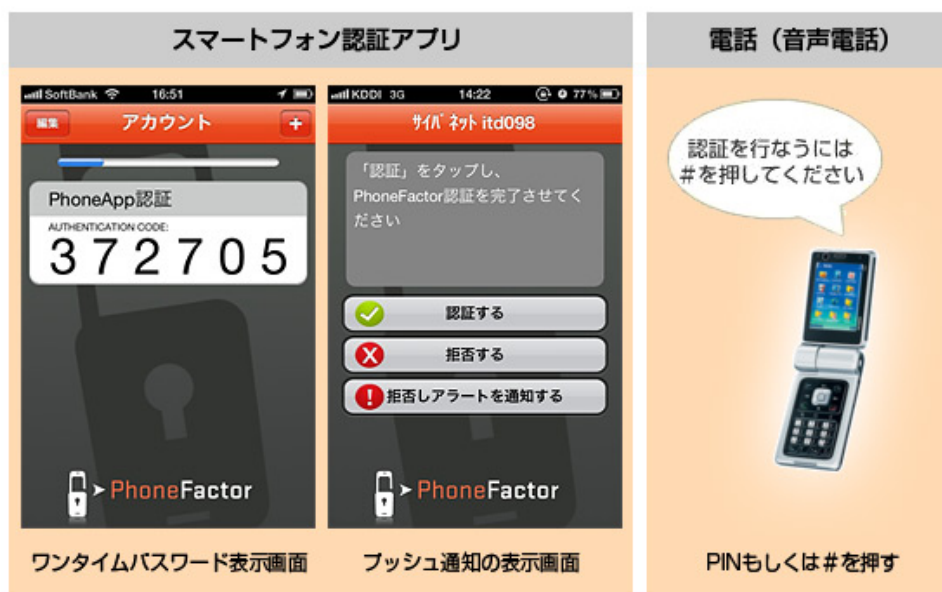 スマートフォン認証アプリ
電話（音声電話）
SoftBank 16:51
編集 アカウント +
PhoneApp認証
AUTHENTICATION CODE:
372705
PhoneFactor
ワンタイムパスワード表示画面
KDDI 3G 14:22 77%
ｻｲﾊﾞﾈｯﾄ itd098
「認証」をタップし、
PhoneFactor認証を完了させてく
ださい
認証する
拒否する
拒否しアラートを通知する
PhoneFactor
プッシュ通知の表示画面
認証を行なうには
#を押してください
PINもしくは#を押す